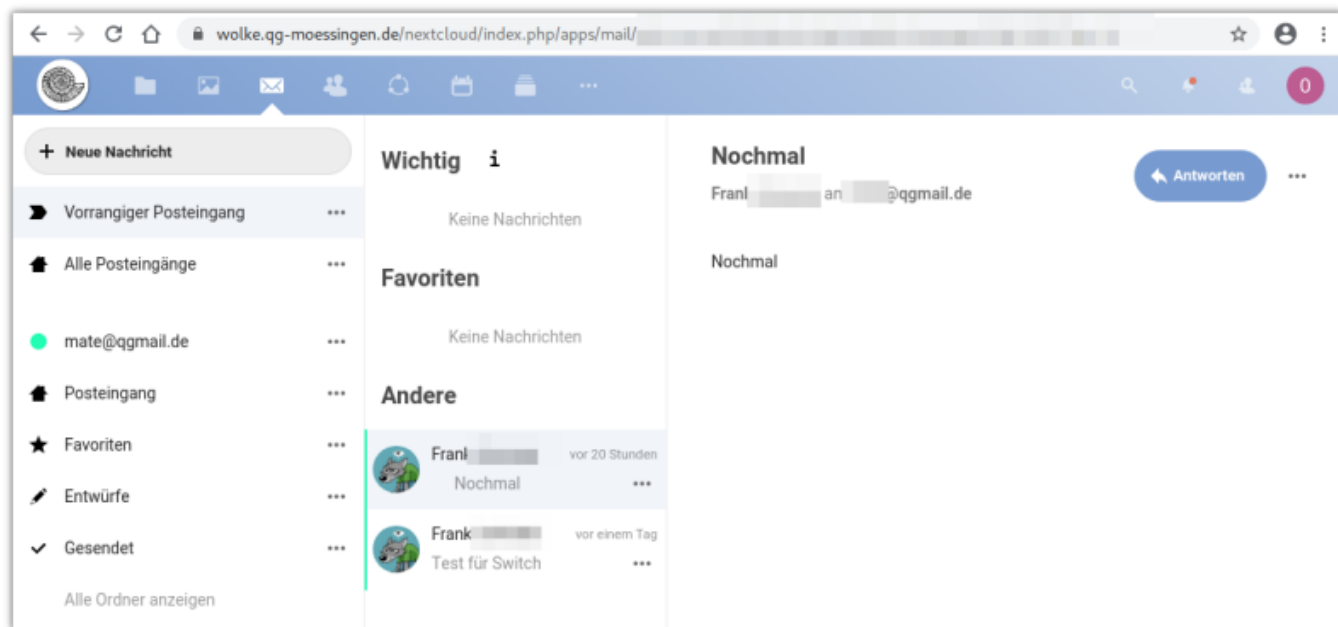 wolke.qg-moessingen.de/nextcloud/index.php/apps/mail/
0
+ Neue Nachricht
Vorrangiger Posteingang
Alle Posteingänge
mate@qgmail.de
Posteingang
Favoriten
Entwürfe
Gesendet
Alle Ordner anzeigen
Wichtig i
Keine Nachrichten
Favoriten
Keine Nachrichten
Andere
Frank vor 20 Stunden
Nochmal
Frank vor einem Tag
Test für Switch
Nochmal
an @qgmail.de
Antworten
Nochmal